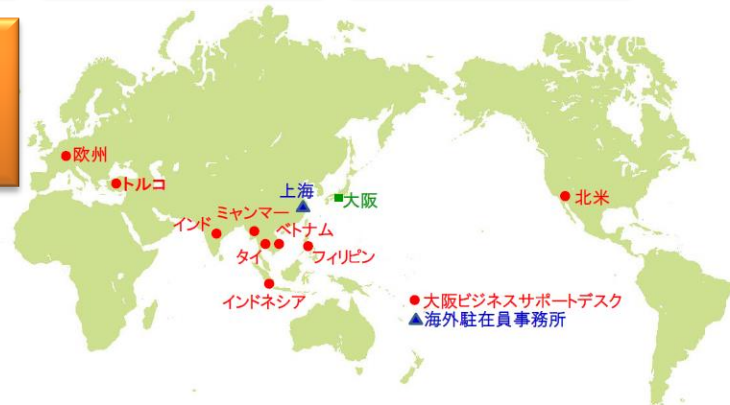 欧州
トルコ
上海
大阪
北米
ミャンマー
インド
ベトナム
タイ
フィリピン
インドネシア
大阪ビジネスサポートデスク
海外駐在員事務所